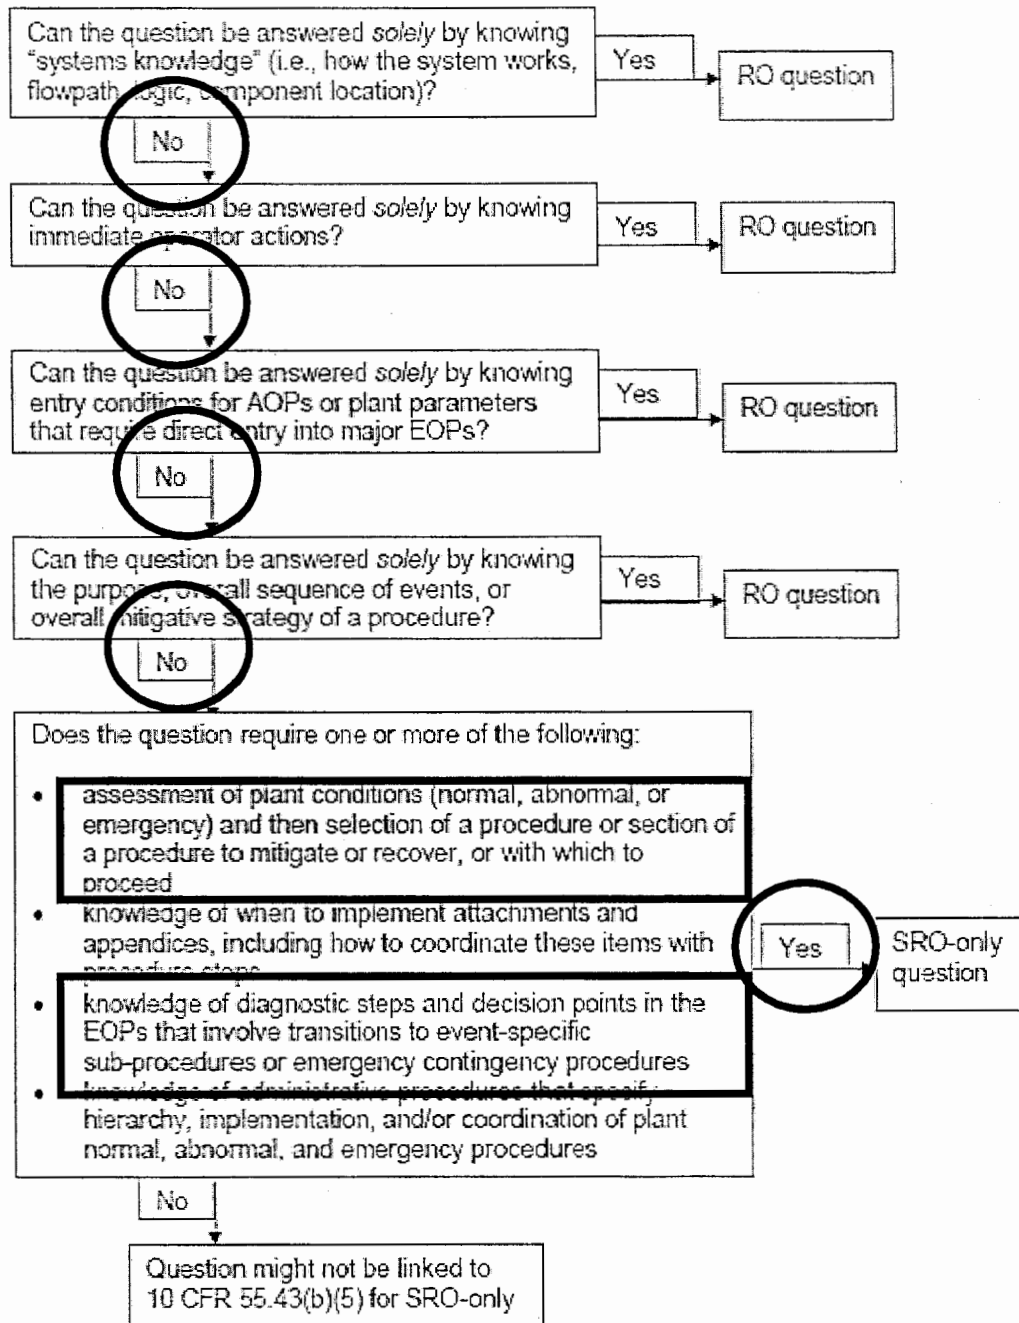 Can the question be answered solely by knowing
"systems knowledge" (i.e., how the system works,
flowpath, logic, component location)?
Yes
RO question
No
Can the question be answered solely by knowing
immediate operator actions?
Yes
RO question
No
Can the question be answered solely by knowing
entry conditions for AOPs or plant parameters
that require direct entry into major EOPs?
Yes
RO question
No
Can the question be answered solely by knowing
the purpose, overall sequence of events, or
overall mitigative strategy of a procedure?
Yes
RO question
No
Does the question require one or more of the following:
• assessment of plant conditions (normal, abnormal, or
emergency) and then selection of a procedure or section of
a procedure to mitigate or recover, or with which to
proceed
• knowledge of when to implement attachments and
appendices, including how to coordinate these items with
procedure steps
• knowledge of diagnostic steps and decision points in the
EOPs that involve transitions to event-specific
sub-procedures or emergency contingency procedures
• knowledge of administrative procedures that specify
hierarchy, implementation, and/or coordination of plant
normal, abnormal, and emergency procedures
Yes
SRO-only
question
No
Question might not be linked to
10 CFR 55.43(b)(5) for SRO-only